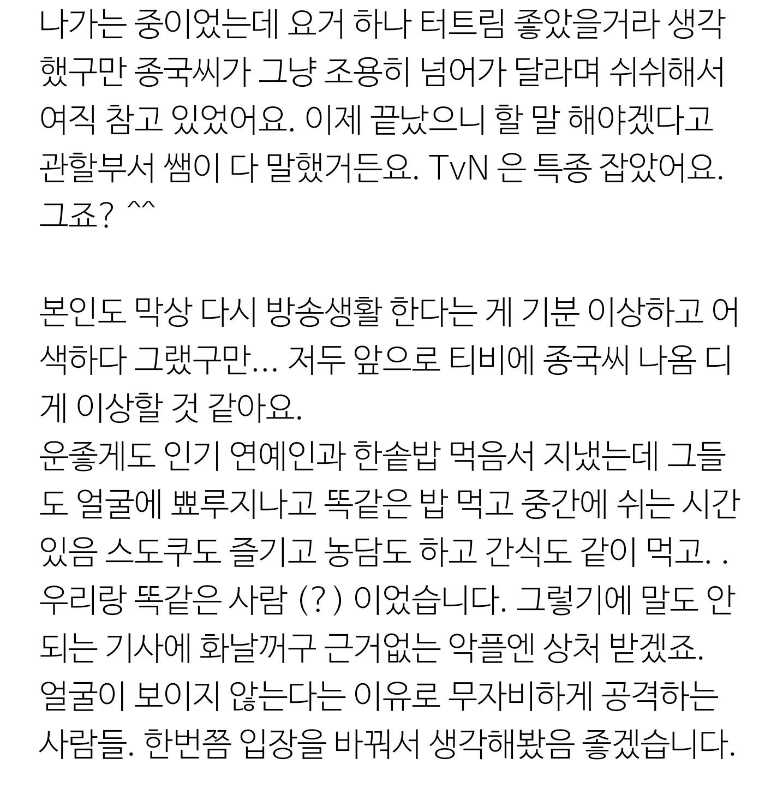 나가는 중이었는데 요거 하나 터트림 좋았을거라 생각
했구만 종국씨가 그냥 조용히 넘어가 달라며 쉬쉬해서
여직 참고 있었어요. 이제 끝났으니 할 말 해야겠다고
관할부서 쌤이 다 말했거든요. TvN 은 특종 잡았어요.
그죠? ^^
본인도 막상 다시 방송생활 한다는 게 기분 이상하고 어
색하다 그랬구만... 저두 앞으로 티비에 종국씨 나옴 디
게 이상할 것 같아요.
운좋게도 인기 연예인과 한솥밥 먹음서 지냈는데 그들
도 얼굴에 뾰루지나고 똑같은 밥 먹고 중간에 쉬는 시간
있음 스도쿠도 즐기고 농담도 하고 간식도 같이 먹고. .
우리랑 똑같은 사람 (?) 이었습니다. 그렇기에 말도 안
되는 기사에 화날꺼구 근거없는 악플엔 상처 받겠죠.
얼굴이 보이지 않는다는 이유로 무자비하게 공격하는
사람들. 한번쯤 입장을 바꿔서 생각해봤음 좋겠습니다.